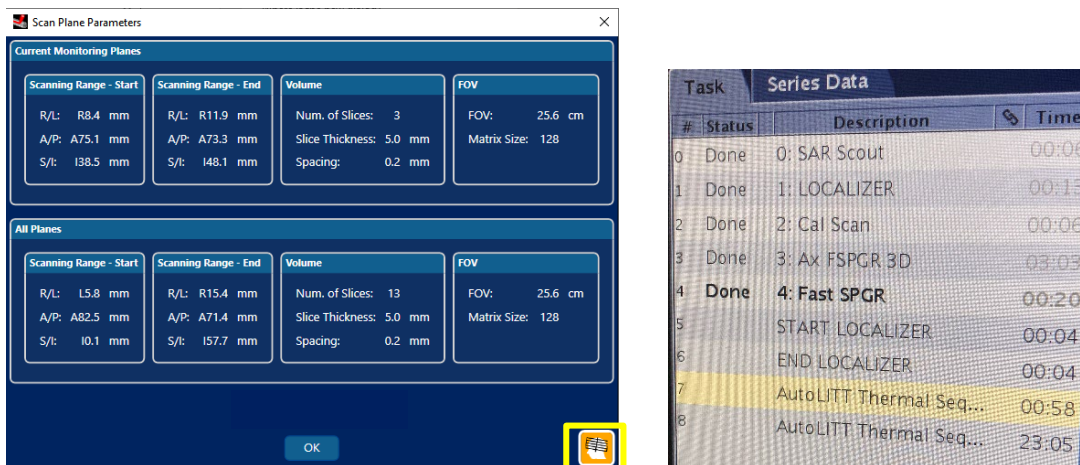 Scan Plane Parameters
Current Monitoring Planes
Scanning Range - Start Scanning Range - End Volume FOV
R/L: R8.4 mm R/L: R11.9 mm Num. of Slices: 3 FOV: 25.6 cm
A/P: A75.1 mm A/P: A73.3 mm Slice Thickness: 5.0 mm Matrix Size: 128
S/I: I38.5 mm S/I: I48.1 mm Spacing: 0.2 mm
All Planes
Scanning Range - Start Scanning Range - End Volume FOV
R/L: L5.8 mm R/L: R15.4 mm Num. of Slices: 13 FOV: 25.6 cm
A/P: A82.5 mm A/P: A71.4 mm Slice Thickness: 5.0 mm Matrix Size: 128
S/I: I0.1 mm S/I: I57.7 mm Spacing: 0.2 mm
OK
Task Series Data
# Status Description Time
0 Done 0: SAR Scout 00:06
1 Done 1: LOCALIZER 00:13
2 Done 2: Cal Scan 00:06
3 Done 3: Ax FSPGR 3D 03:03
4 Done 4: Fast SPGR 00:20
5 START LOCALIZER 00:04
6 END LOCALIZER 00:04
7 AutoLITT Thermal Seq... 00:58
8 AutoLITT Thermal Seq... 23:05